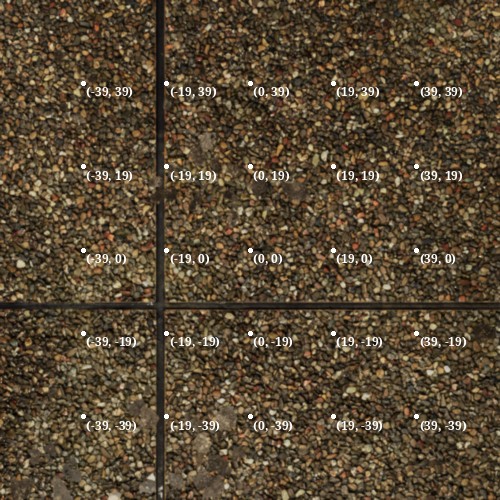 (-39, 39) (-19, 39) (0, 39) (19, 39) (39, 39)
(-39, 19) (-19, 19) (0, 19) (19, 19) (39, 19)
(-39, 0) (-19, 0) (0, 0) (19, 0) (39, 0)
(-39, -19) (-19, -19) (0, -19) (19, -19) (39, -19)
(-39, -39) (-19, -39) (0, -39) (19, -39) (39, -39)